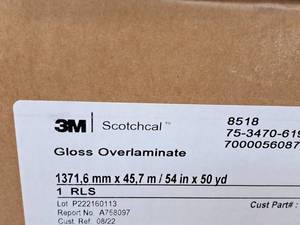 3M Scotchcal™ 8518
75-3470-619
Gloss Overlaminate 7000056087
1371,6 mm x 45,7 m / 54 in x 50 yd
1 RLS
Lot P222160113 Cust Part #:
Report No. A758097
Cust Ref. 08/22